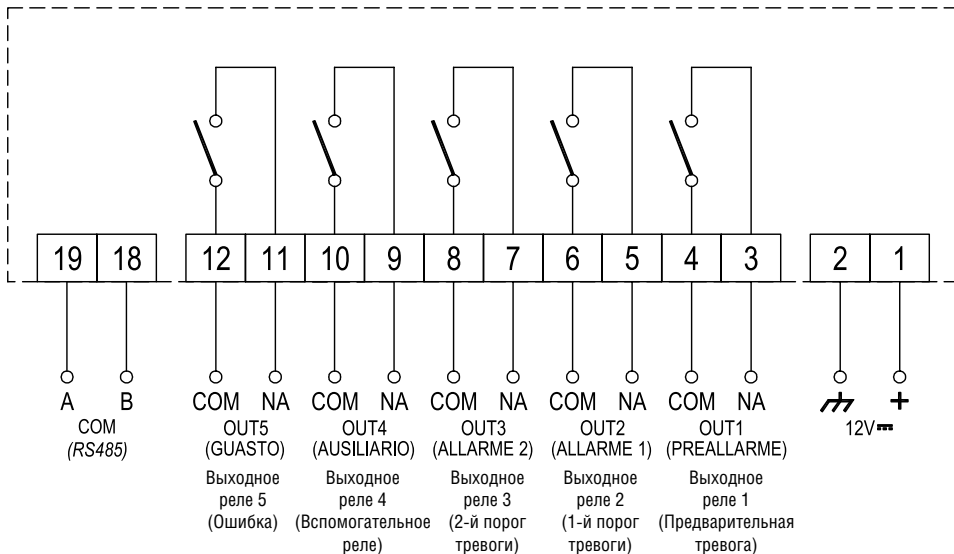 19 18 12 11 10 9 8 7 6 5 4 3 2 1
A B COM NA COM NA COM NA COM NA COM NA +
COM
(RS485)
OUT5
(GUASTO)
OUT4
(AUSILIARIO)
OUT3
(ALLARME 2)
OUT2
(ALLARME 1)
OUT1
(PREALLARME)
12V
Выходное
реле 5
(Ошибка)
Выходное
реле 4
(Вспомогательное
реле)
Выходное
реле 3
(2-й порог
тревоги)
Выходное
реле 2
(1-й порог
тревоги)
Выходное
реле 1
(Предварительная
тревога)